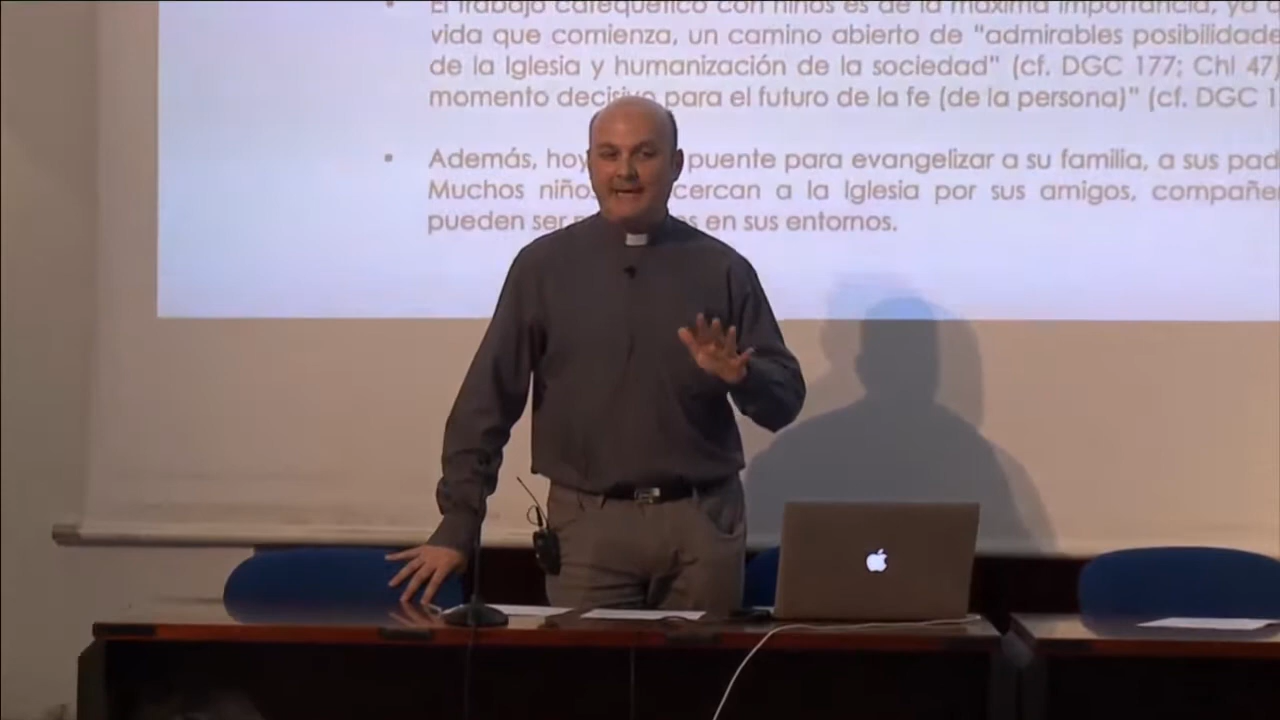 El trabajo catequético con niños es de la máxima importancia, ya
vida que comienza, un camino abierto de "admirables posibilidade
de la Iglesia y humanización de la sociedad" (cf. DGC 177; Chl 47)
momento decisivo para el futuro de la fe (de la persona)" (cf. DGC 1
Además, hoy puente para evangelizar a su familia, a sus pad
Muchos niños cercan a la Iglesia por sus amigos, compañer
pueden ser en sus entornos.